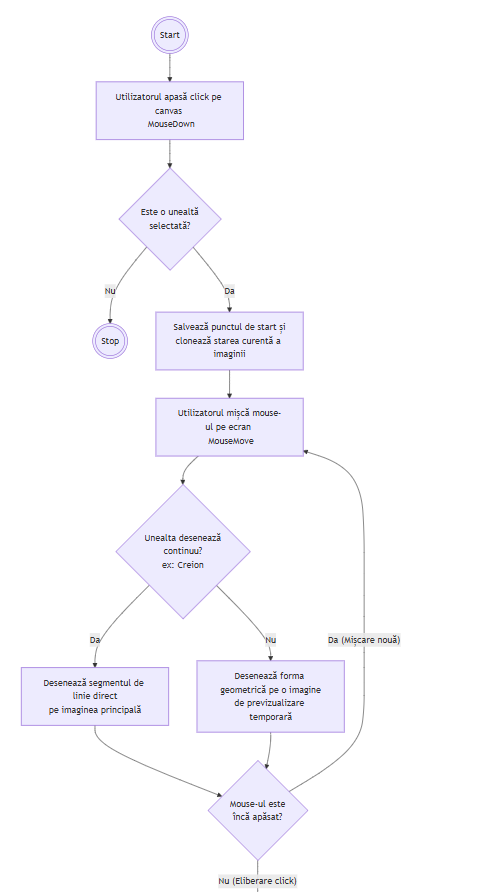 Start
Utilizatorul apasă click pe
canvas
MouseDown
Este o unealtă
selectată?
Nu
Da
Stop
Salvează punctul de start și
clonează starea curentă a
imaginii
Utilizatorul mișcă mouse-
ul pe ecran
MouseMove
Unealta desenează
continuu?
ex: Creion
Da
Nu
Da (Mișcare nouă)
Desenează segmentul de
linie direct
pe imaginea principală
Desenează forma
geometrică pe o imagine
de previzualizare
temporară
Mouse-ul este
încă apăsat?
Nu (Eliberare click)